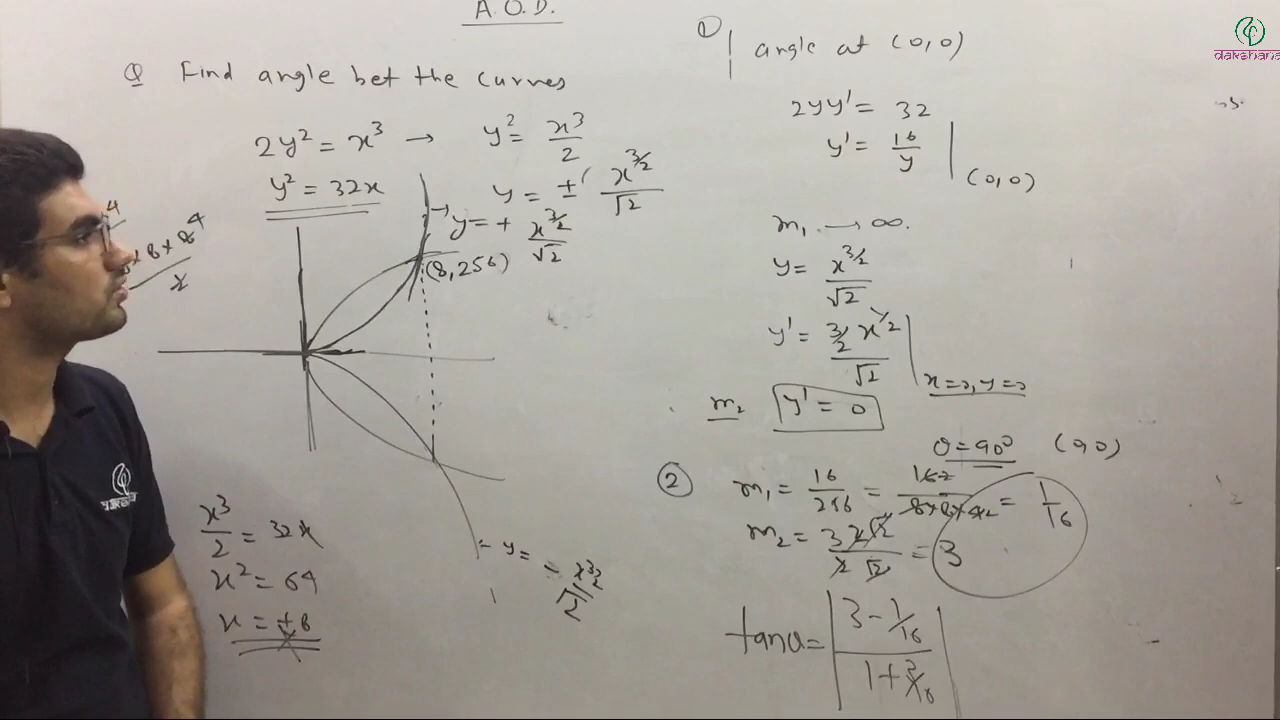 A.O.D.
Q Find angle bet the curves
2y² = x³ → y² = x³/2
y² = 32x
y = ± x^3/2/√2
→ y = + x^3/2/√2
(8,256)
- y = - x^3/2/√2
x³/2 = 32x
x² = 64
x = ±8
① angle at (0,0)
2yy' = 32
y' = 16/y | (0,0)
m₁ → ∞.
y = x^3/2/√2
y' = 3/2 x^1/2/√2 | x=0, y=0
m₂ y' = 0
θ = 90° (90)
② m₁ = 16/256 = = 1/16
m₂ = = 3
tanθ = |3 - 1/16 / 1 + 3/16|
dakshana